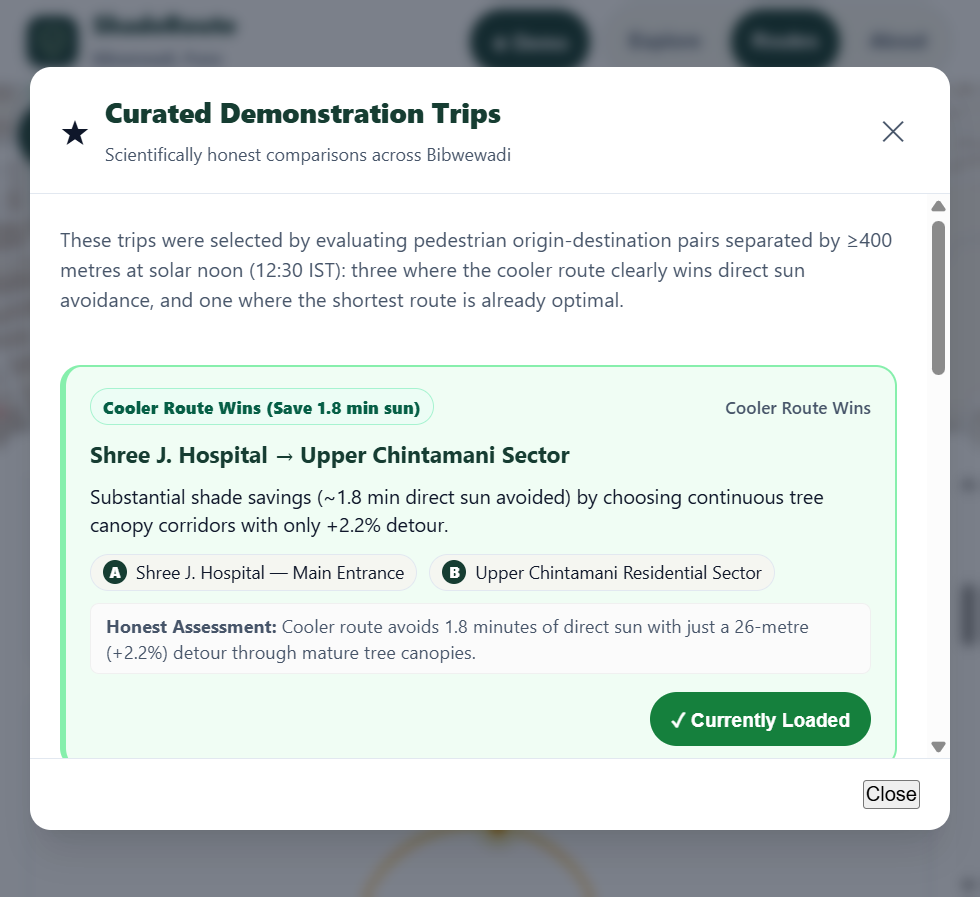 ShadeRoute
Demo
Explore
Routes
About
Curated Demonstration Trips
Scientifically honest comparisons across Bibwewadi
These trips were selected by evaluating pedestrian origin-destination pairs separated by ≥400
metres at solar noon (12:30 IST): three where the cooler route clearly wins direct sun
avoidance, and one where the shortest route is already optimal.
Cooler Route Wins (Save 1.8 min sun)
Cooler Route Wins
Shree J. Hospital → Upper Chintamani Sector
Substantial shade savings (~1.8 min direct sun avoided) by choosing continuous tree
canopy corridors with only +2.2% detour.
A Shree J. Hospital — Main Entrance
B Upper Chintamani Residential Sector
Honest Assessment: Cooler route avoids 1.8 minutes of direct sun with just a 26-metre
(+2.2%) detour through mature tree canopies.
✓ Currently Loaded
Close